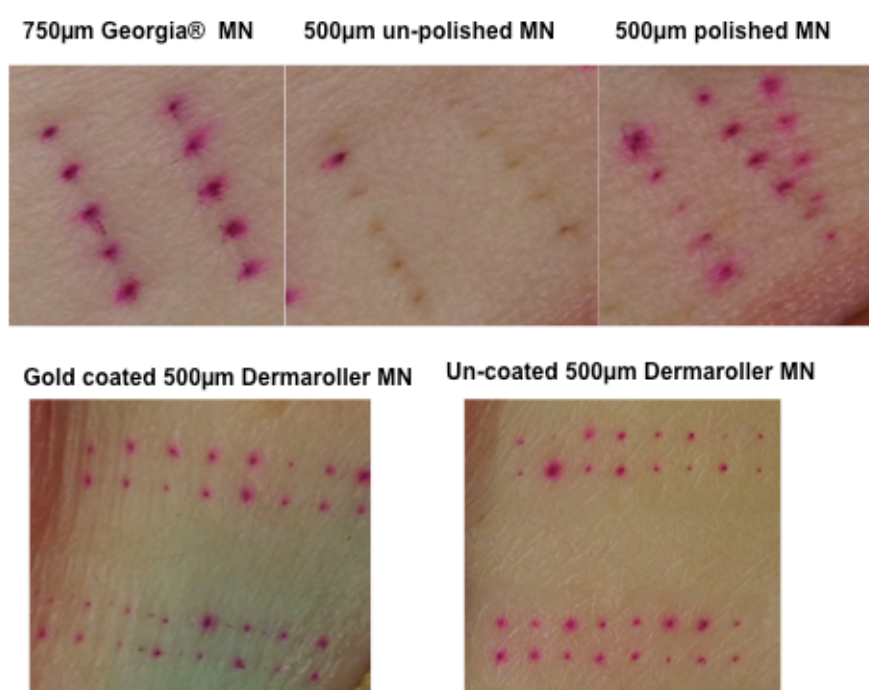 750µm Georgia® MN
500µm un-polished MN
500µm polished MN
Gold coated 500µm Dermaroller MN
Un-coated 500µm Dermaroller MN